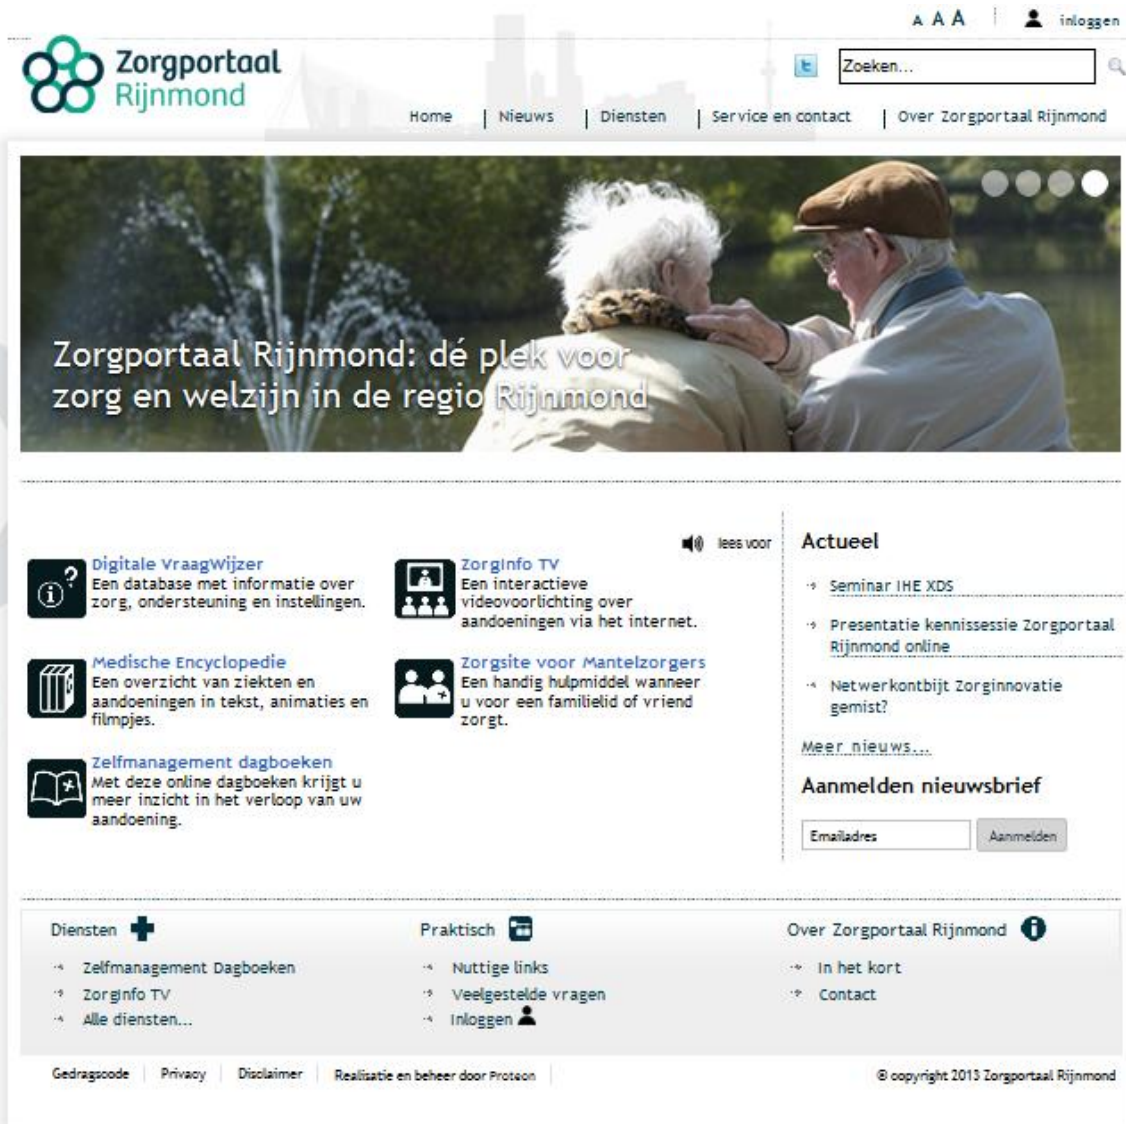 A A A
inloggen
Zorgportaal
Rijnmond
Zoeken...
Home
Nieuws
Diensten
Service en contact
Over Zorgportaal Rijnmond
Zorgportaal Rijnmond: dé plek voor
zorg en welzijn in de regio Rijnmond
lees voor
Digitale VraagWijzer
Een database met informatie over
zorg, ondersteuning en instellingen.
ZorgInfo TV
Een interactieve
videovoorlichting over
aandoeningen via het internet.
Medische Encyclopedie
Een overzicht van ziekten en
aandoeningen in tekst, animaties en
filmpjes.
Zorgsite voor Mantelzorgers
Een handig hulpmiddel wanneer
u voor een familielid of vriend
zorgt.
Zelfmanagement dagboeken
Met deze online dagboeken krijgt u
meer inzicht in het verloop van uw
aandoening.
Actueel
Seminar IHE XDS
Presentatie kennissessie Zorgportaal
Rijnmond online
Netwerkontbijt Zorginnovatie
gemist?
Meer nieuws...
Aanmelden nieuwsbrief
Emailadres
Aanmelden
Diensten
Zelfmanagement Dagboeken
ZorgInfo TV
Alle diensten...
Praktisch
Nuttige links
Veelgestelde vragen
Inloggen
Over Zorgportaal Rijnmond
In het kort
Contact
Gedragscode
Privacy
Disclaimer
Realisatie en beheer door Proteon
© copyright 2013 Zorgportaal Rijnmond